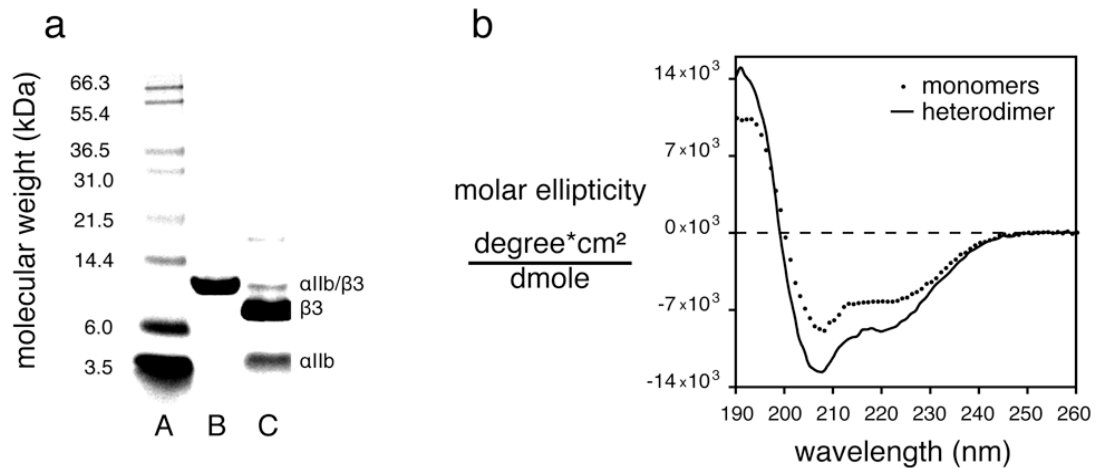 a
molecular weight (kDa)
66.3
55.4
36.5
31.0
21.5
14.4
6.0
3.5
αIIb/β3
β3
αIIb
A B C
b
molar ellipticity
degree*cm²
dmole
14×10³
7×10³
0×10³
-7×10³
-14×10³
monomers
heterodimer
190 200 210 220 230 240 250 260
wavelength (nm)